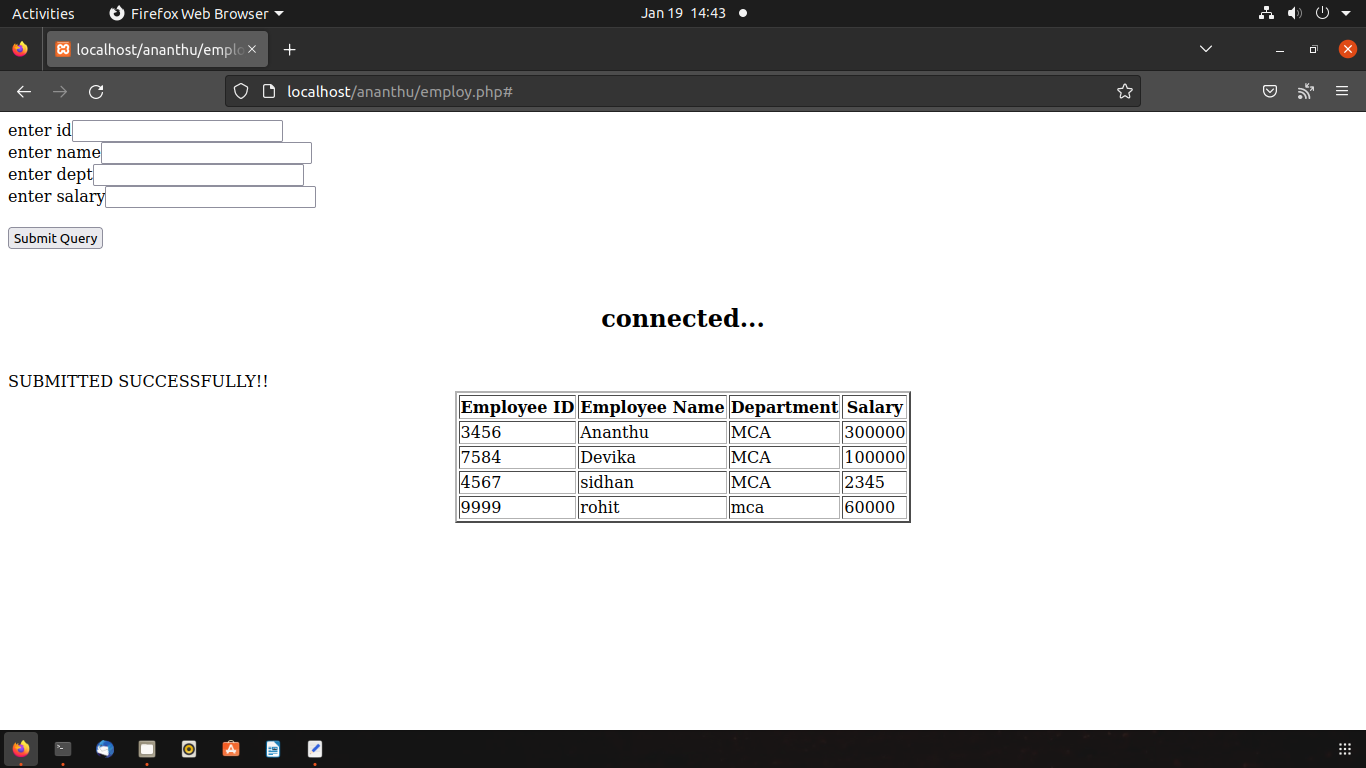 Activities Firefox Web Browser Jan 19 14:43
localhost/ananthu/emplo
localhost/ananthu/employ.php#
enter id
enter name
enter dept
enter salary
Submit Query
connected...
SUBMITTED SUCCESSFULLY!!
Employee ID Employee Name Department Salary
3456 Ananthu MCA 300000
7584 Devika MCA 100000
4567 sidhan MCA 2345
9999 rohit mca 60000